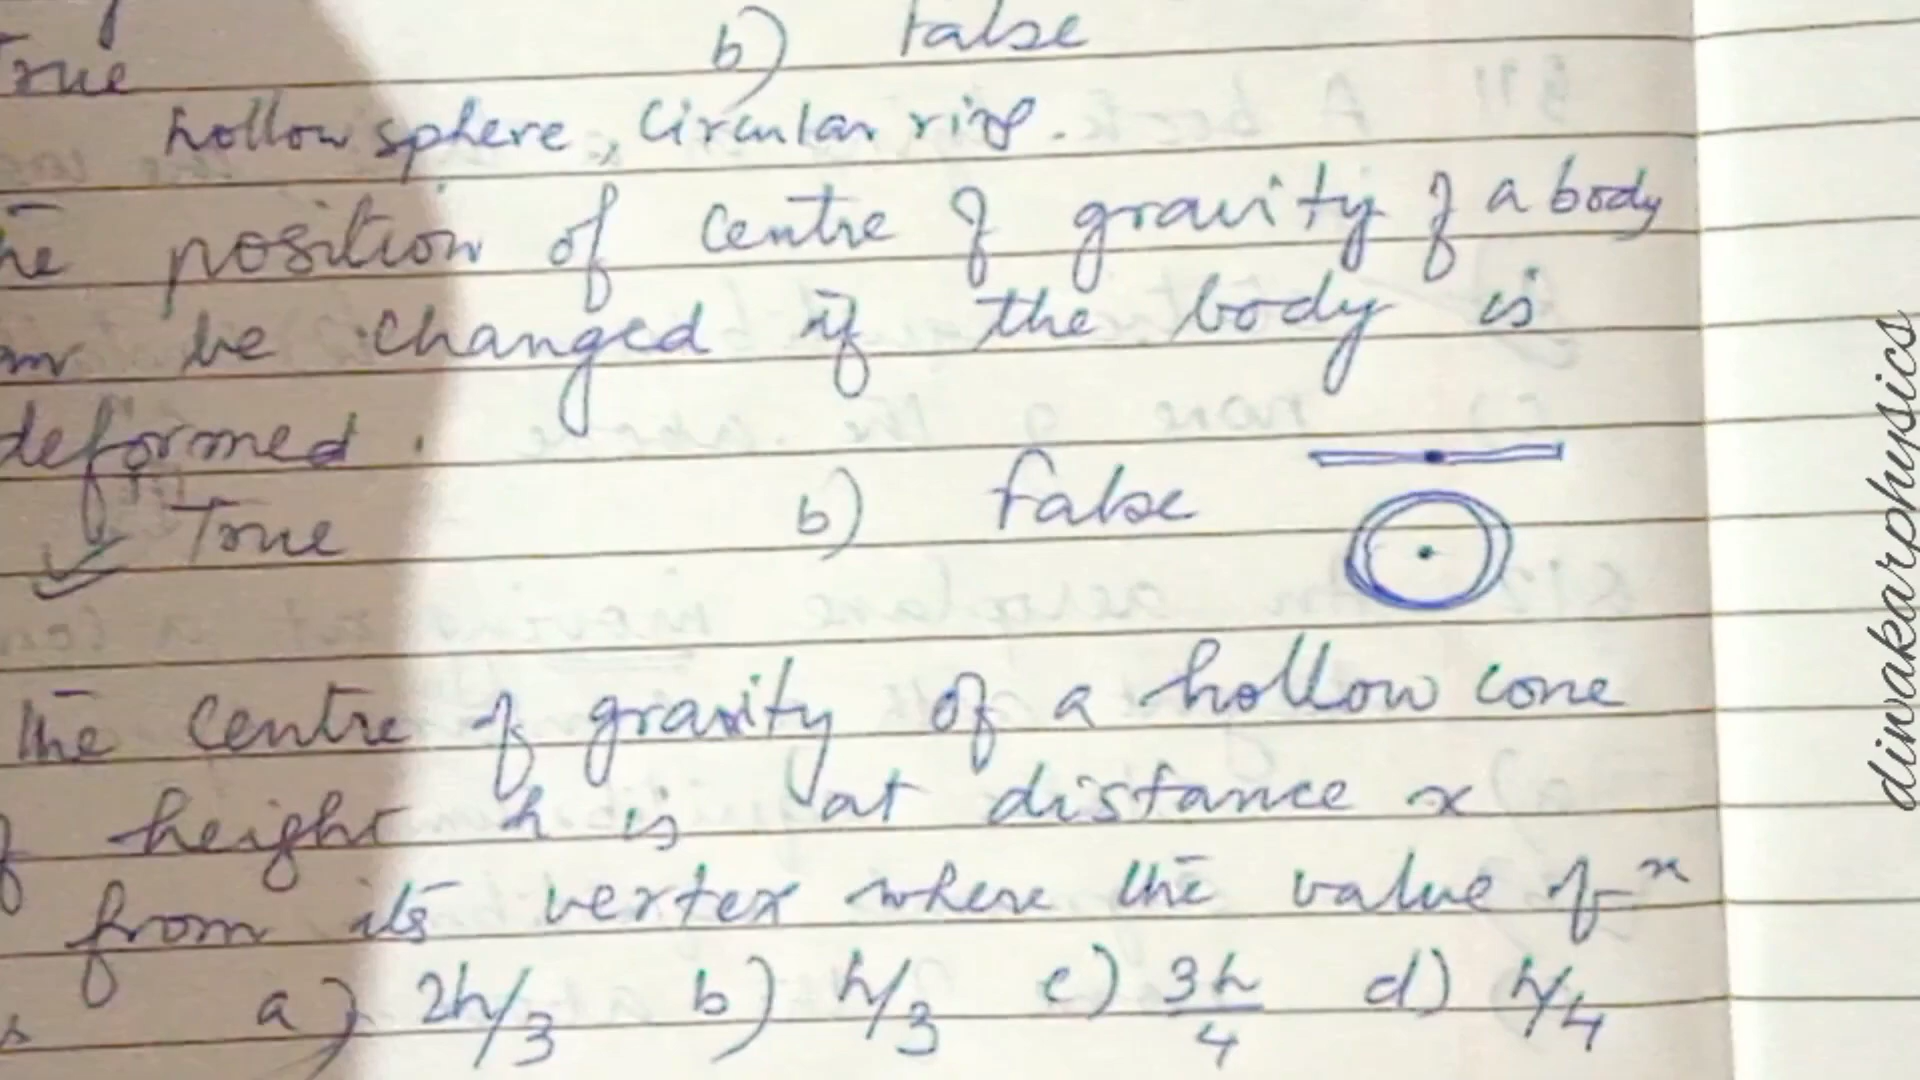 True b) False
hollow sphere, Circular ring.
he position of centre of gravity of a body
be changed if the body is
deformed.
True b) False
The centre of gravity of a hollow cone
height h is at distance x
from its vertex where the value of x
a) 2h/3 b) h/3 c) 3h/4 d) h/4
diwakarphysics